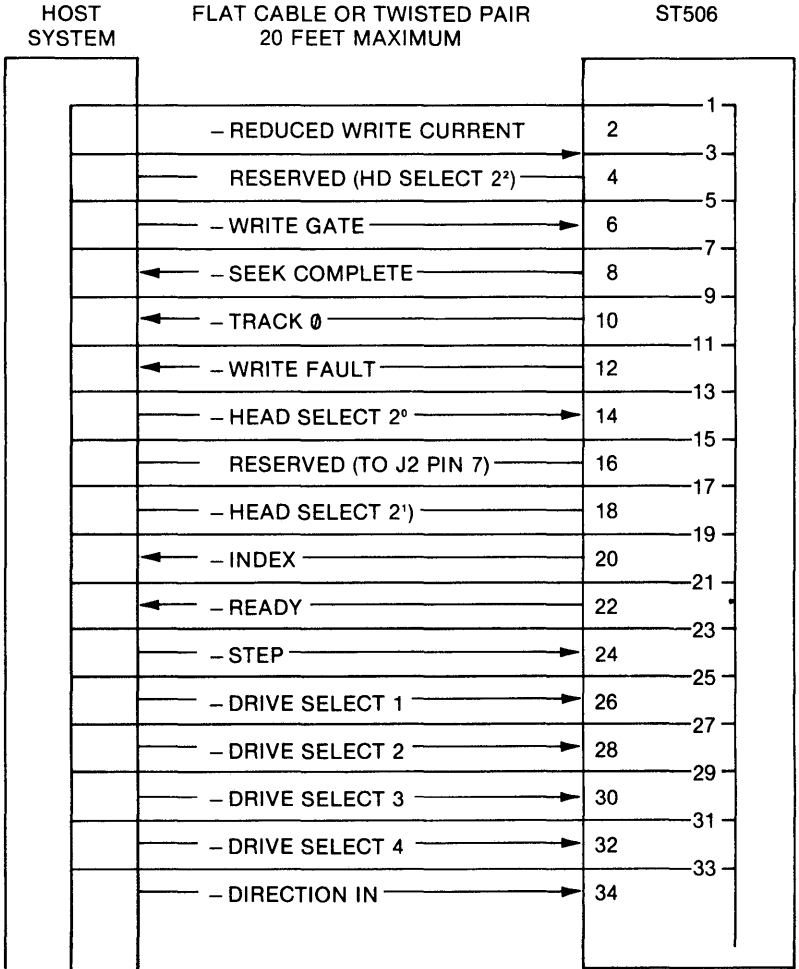 HOST SYSTEM
FLAT CABLE OR TWISTED PAIR
20 FEET MAXIMUM
ST506
1
– REDUCED WRITE CURRENT 2
3
RESERVED (HD SELECT 2²) 4
5
– WRITE GATE 6
7
– SEEK COMPLETE 8
9
– TRACK 0 10
11
– WRITE FAULT 12
13
– HEAD SELECT 2⁰ 14
15
RESERVED (TO J2 PIN 7) 16
17
– HEAD SELECT 2¹) 18
19
– INDEX 20
21
– READY 22
23
– STEP 24
25
– DRIVE SELECT 1 26
27
– DRIVE SELECT 2 28
29
– DRIVE SELECT 3 30
31
– DRIVE SELECT 4 32
33
– DIRECTION IN 34